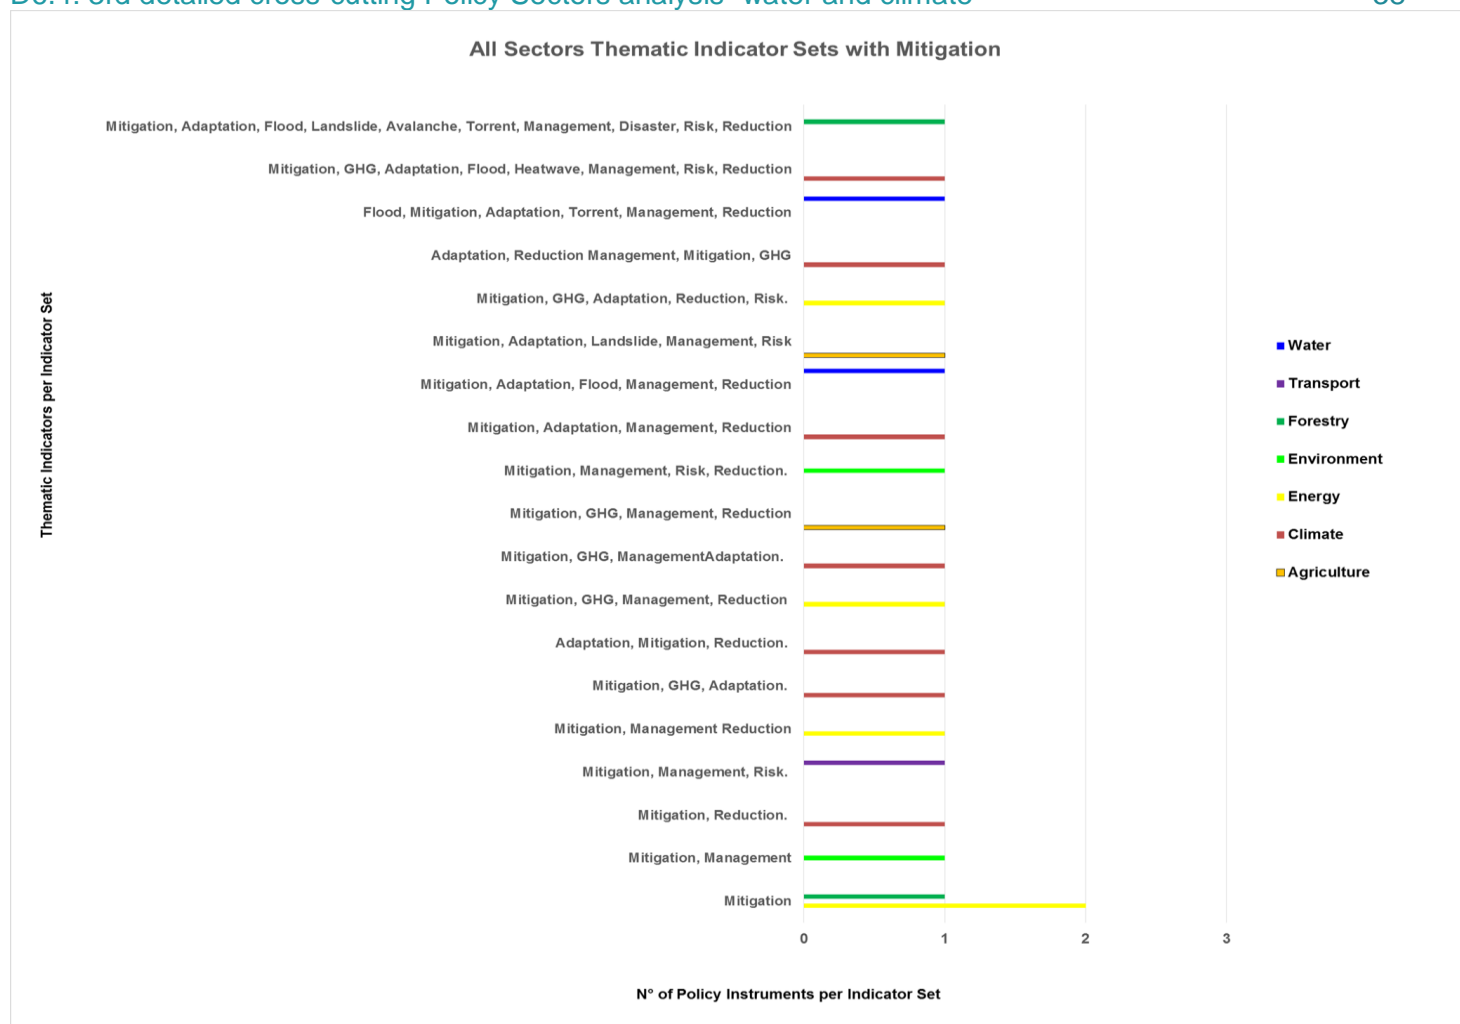 All Sectors Thematic Indicator Sets with Mitigation
Mitigation, Adaptation, Flood, Landslide, Avalanche, Torrent, Management, Disaster, Risk, Reduction
Mitigation, GHG, Adaptation, Flood, Heatwave, Management, Risk, Reduction
Flood, Mitigation, Adaptation, Torrent, Management, Reduction
Adaptation, Reduction Management, Mitigation, GHG
Mitigation, GHG, Adaptation, Reduction, Risk.
Mitigation, Adaptation, Landslide, Management, Risk
Mitigation, Adaptation, Flood, Management, Reduction
Mitigation, Adaptation, Management, Reduction
Mitigation, Management, Risk, Reduction.
Mitigation, GHG, Management, Reduction
Mitigation, GHG, ManagementAdaptation.
Mitigation, GHG, Management, Reduction
Adaptation, Mitigation, Reduction.
Mitigation, GHG, Adaptation.
Mitigation, Management Reduction
Mitigation, Management, Risk.
Mitigation, Reduction.
Mitigation, Management
Mitigation
Thematic Indicators per Indicator Set
0 1 2 3
N° of Policy Instruments per Indicator Set
Water
Transport
Forestry
Environment
Energy
Climate
Agriculture